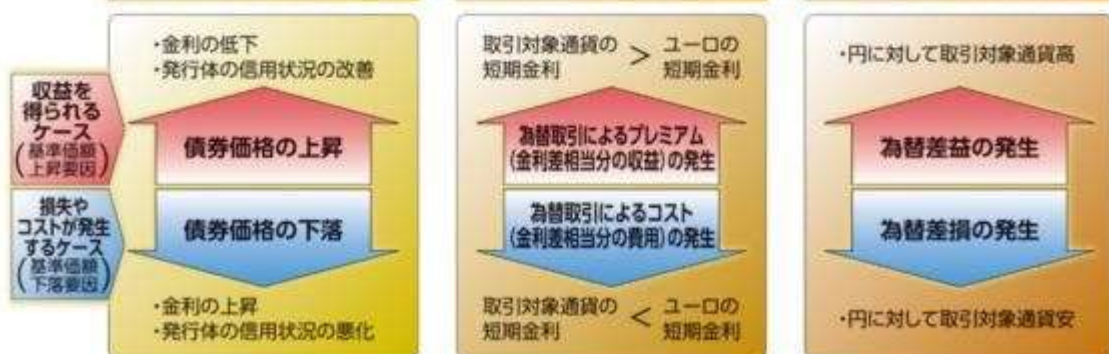 収益を
得られる
ケース
(基準価額
上昇要因)
損失や
コストが発生
するケース
(基準価額
下落要因)
・金利の低下
・発行体の信用状況の改善
債券価格の上昇
債券価格の下落
・金利の上昇
・発行体の信用状況の悪化
取引対象通貨の > ユーロの
短期金利 短期金利
為替取引によるプレミアム
(金利差相当分の収益)の発生
為替取引によるコスト
(金利差相当分の費用)の発生
取引対象通貨の < ユーロの
短期金利 短期金利
・円に対して取引対象通貨高
為替差益の発生
為替差損の発生
・円に対して取引対象通貨安